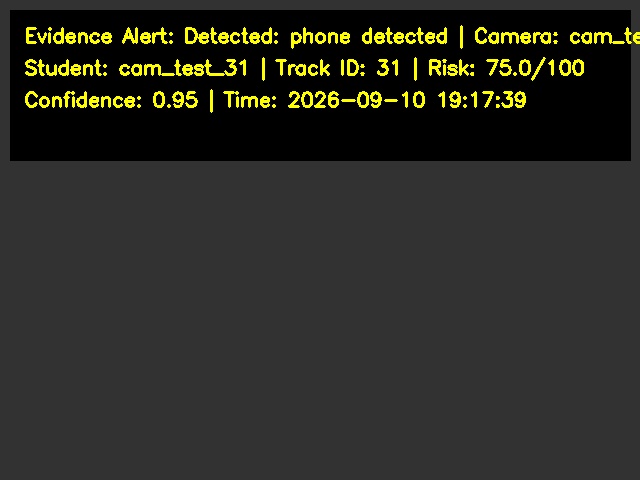 Evidence Alert: Detected: phone detected | Camera: cam_te
Student: cam_test_31 | Track ID: 31 | Risk: 75.0/100
Confidence: 0.95 | Time: 2026-09-10 19:17:39